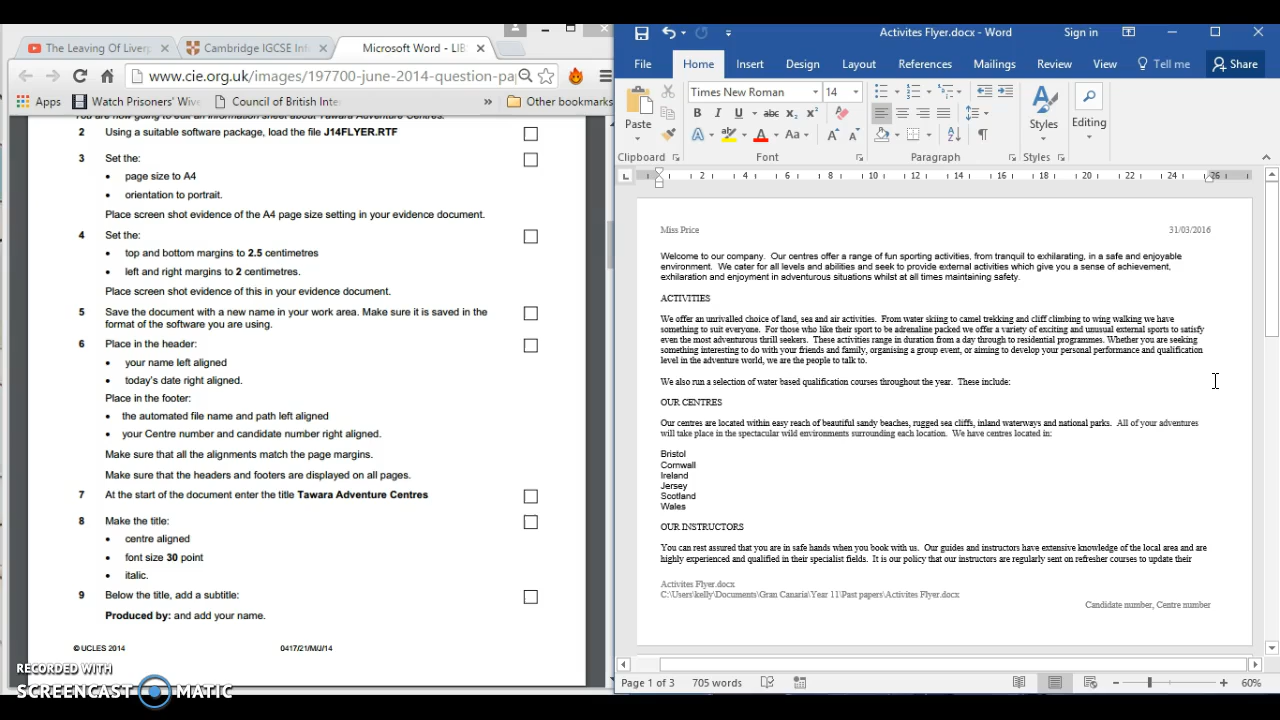 The Leaving Of Liverp
Cambridge IGCSE Inf
Microsoft Word - LIB
www.cie.org.uk/images/197700-june-2014-question-pa
Apps
Watch Prisoners' Wive
Council of British Inter
»
Other bookmarks
2 Using a suitable software package, load the file J14FLYER.RTF
3 Set the:
• page size to A4
• orientation to portrait.
Place screen shot evidence of the A4 page size setting in your evidence document.
4 Set the:
• top and bottom margins to 2.5 centimetres
• left and right margins to 2 centimetres.
Place screen shot evidence of this in your evidence document.
5 Save the document with a new name in your work area. Make sure it is saved in the
format of the software you are using.
6 Place in the header:
• your name left aligned
• today's date right aligned.
Place in the footer:
• the automated file name and path left aligned
• your Centre number and candidate number right aligned.
Make sure that all the alignments match the page margins.
Make sure that the headers and footers are displayed on all pages.
7 At the start of the document enter the title Tawara Adventure Centres
8 Make the title:
• centre aligned
• font size 30 point
• italic.
9 Below the title, add a subtitle:
Produced by: and add your name.
© UCLES 2014 0417/21/M/J/14
RECORDED WITH
SCREENCAST MATIC
Activites Flyer.docx - Word
Sign in
File Home Insert Design Layout References Mailings Review View Tell me Share
Times New Roman 14
Paste
B I U abc x₂ x²
A ab A Aa A A
Styles
Editing
Clipboard Font Paragraph Styles
2 4 6 8 10 12 14 16 18 20 22 24 26
Miss Price 31/03/2016
Welcome to our company. Our centres offer a range of fun sporting activities, from tranquil to exhilarating, in a safe and enjoyable
environment. We cater for all levels and abilities and seek to provide external activities which give you a sense of achievement,
exhilaration and enjoyment in adventurous situations whilst at all times maintaining safety.
ACTIVITIES
We offer an unrivalled choice of land, sea and air activities. From water skiing to camel trekking and cliff climbing to wing walking we have
something to suit everyone. For those who like their sport to be adrenaline packed we offer a variety of exciting and unusual external sports to satisfy
even the most adventurous thrill seekers. These activities range in duration from a day through to residential programmes. Whether you are seeking
something interesting to do with your friends and family, organising a group event, or aiming to develop your personal performance and qualification
level in the adventure world, we are the people to talk to.
We also run a selection of water based qualification courses throughout the year. These include:
OUR CENTRES
Our centres are located within easy reach of beautiful sandy beaches, rugged sea cliffs, inland waterways and national parks. All of your adventures
will take place in the spectacular wild environments surrounding each location. We have centres located in:
Bristol
Cornwall
Ireland
Jersey
Scotland
Wales
OUR INSTRUCTORS
You can rest assured that you are in safe hands when you book with us. Our guides and instructors have extensive knowledge of the local area and are
highly experienced and qualified in their specialist fields. It is our policy that our instructors are regularly sent on refresher courses to update their
Activites Flyer.docx
C:\Users\kelly\Documents\Gran Canaria\Year 11\Past papers\Activites Flyer.docx
Candidate number, Centre number
Page 1 of 3 705 words 60%